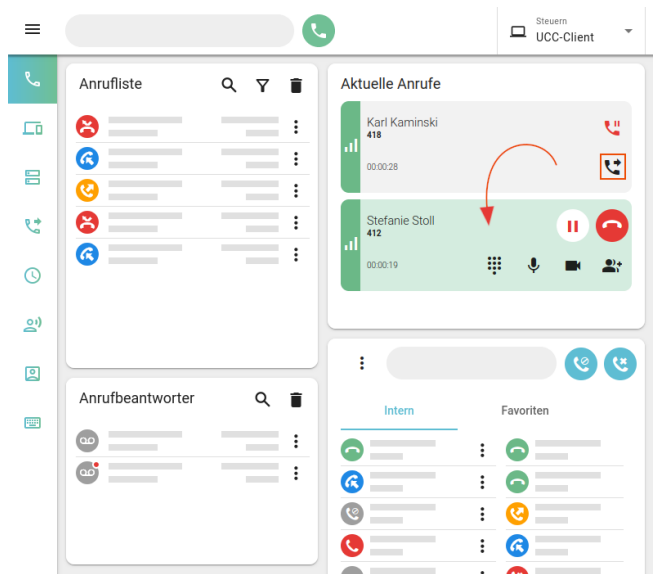 Steuern
UCC-Client
Anrufliste
Aktuelle Anrufe
Karl Kaminski
418
00:00:28
Stefanie Stoll
412
00:00:19
Anrufbeantworter
Intern
Favoriten